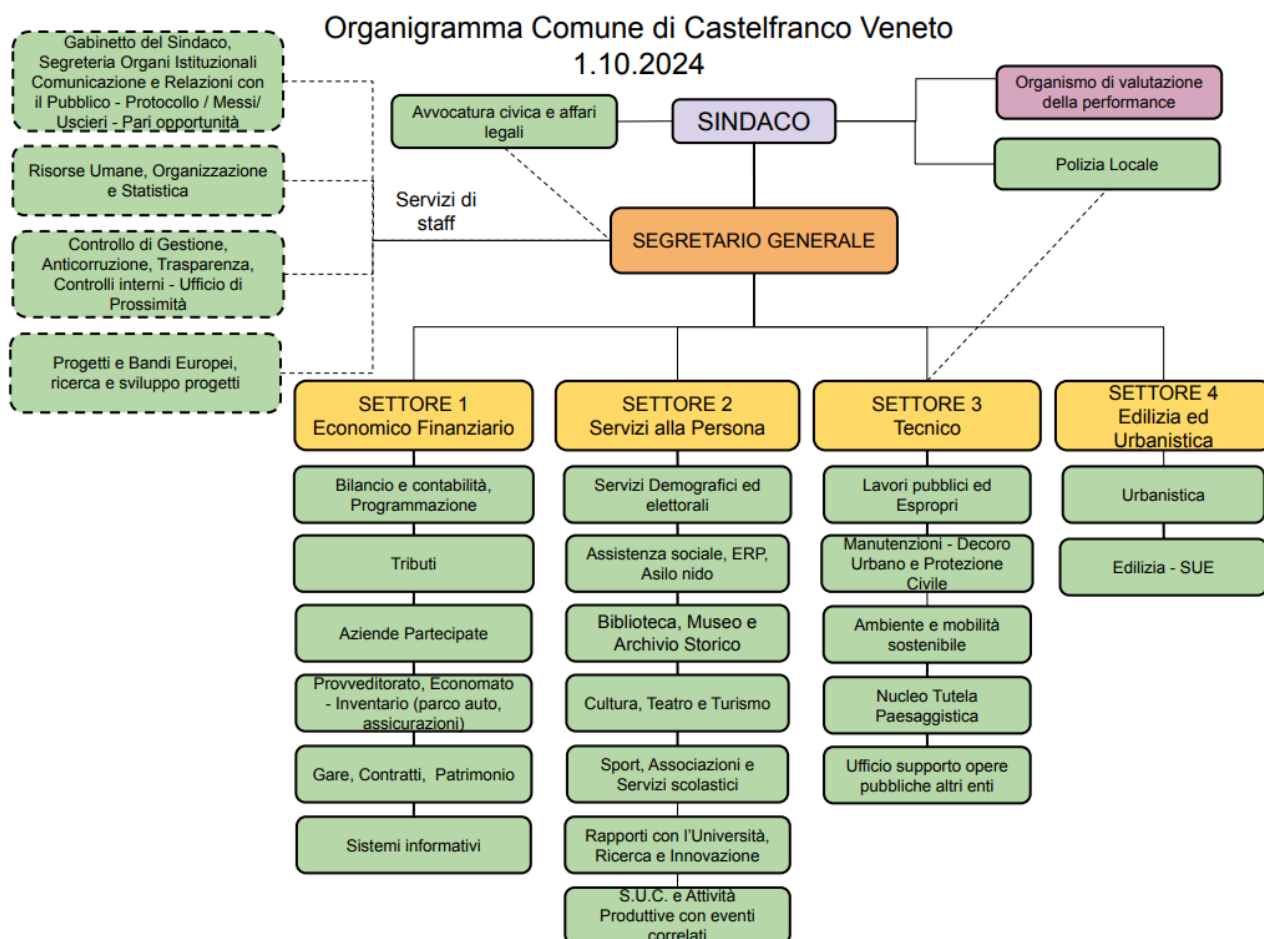 Organigramma Comune di Castelfranco Veneto
1.10.2024
Gabinetto del Sindaco,
Segreteria Organi Istituzionali
Comunicazione e Relazioni con
il Pubblico - Protocollo / Messi/
Uscieri - Pari opportunità
Risorse Umane, Organizzazione
e Statistica
Controllo di Gestione,
Anticorruzione, Trasparenza,
Controlli interni - Ufficio di
Prossimità
Progetti e Bandi Europei,
ricerca e sviluppo progetti
Servizi di
staff
Avvocatura civica e affari
legali
SINDACO
Organismo di valutazione
della performance
Polizia Locale
SEGRETARIO GENERALE
SETTORE 1
Economico Finanziario
Bilancio e contabilità,
Programmazione
Tributi
Aziende Partecipate
Provveditorato, Economato
- Inventario (parco auto,
assicurazioni)
Gare, Contratti, Patrimonio
Sistemi informativi
SETTORE 2
Servizi alla Persona
Servizi Demografici ed
elettorali
Assistenza sociale, ERP,
Asilo nido
Biblioteca, Museo e
Archivio Storico
Cultura, Teatro e Turismo
Sport, Associazioni e
Servizi scolastici
Rapporti con l'Università,
Ricerca e Innovazione
S.U.C. e Attività
Produttive con eventi
correlati
SETTORE 3
Tecnico
Lavori pubblici ed
Espropri
Manutenzioni - Decoro
Urbano e Protezione
Civile
Ambiente e mobilità
sostenibile
Nucleo Tutela
Paesaggistica
Ufficio supporto opere
pubbliche altri enti
SETTORE 4
Edilizia ed
Urbanistica
Urbanistica
Edilizia - SUE